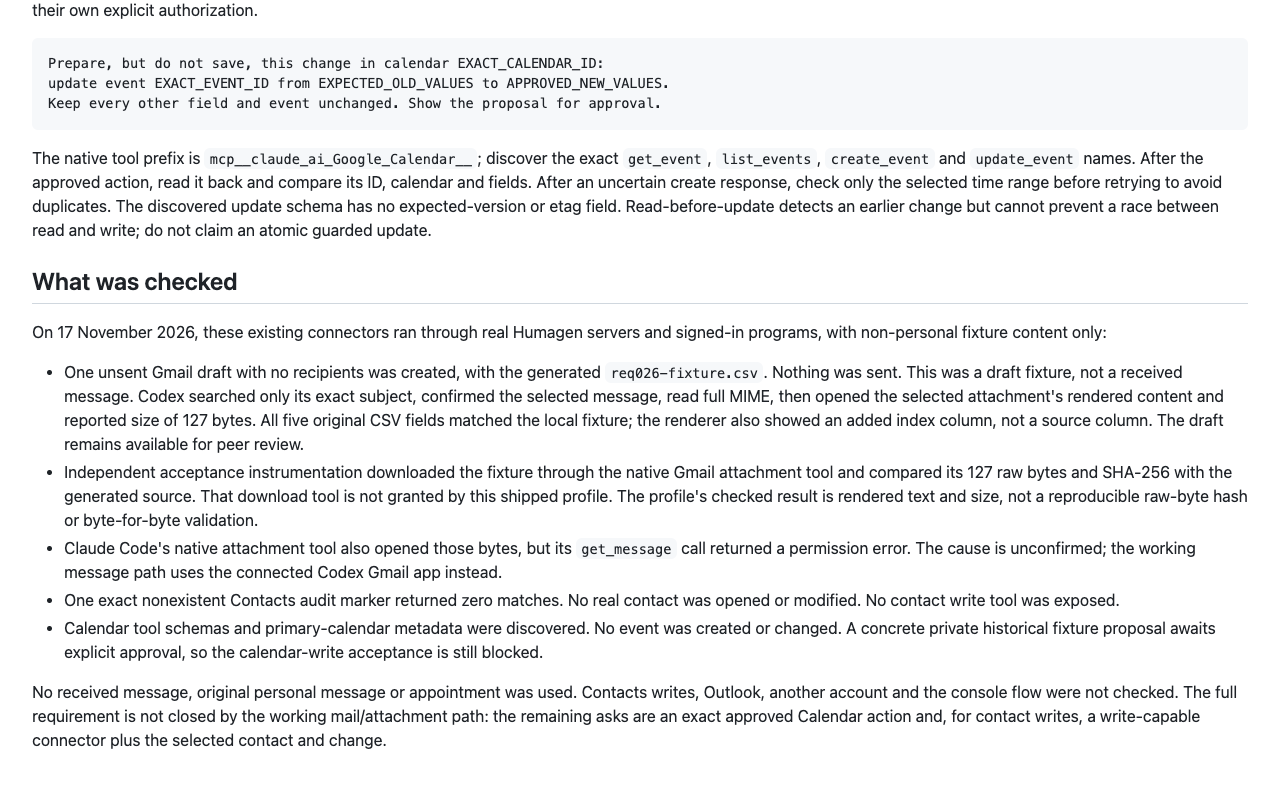 their own explicit authorization.
Prepare, but do not save, this change in calendar EXACT_CALENDAR_ID:
update event EXACT_EVENT_ID from EXPECTED_OLD_VALUES to APPROVED_NEW_VALUES.
Keep every other field and event unchanged. Show the proposal for approval.
The native tool prefix is mcp__claude_ai_Google_Calendar__; discover the exact get_event, list_events, create_event and update_event names. After the
approved action, read it back and compare its ID, calendar and fields. After an uncertain create response, check only the selected time range before retrying to avoid
duplicates. The discovered update schema has no expected-version or etag field. Read-before-update detects an earlier change but cannot prevent a race between
read and write; do not claim an atomic guarded update.
What was checked
On 17 November 2026, these existing connectors ran through real Humagen servers and signed-in programs, with non-personal fixture content only:
• One unsent Gmail draft with no recipients was created, with the generated req026-fixture.csv. Nothing was sent. This was a draft fixture, not a received
message. Codex searched only its exact subject, confirmed the selected message, read full MIME, then opened the selected attachment's rendered content and
reported size of 127 bytes. All five original CSV fields matched the local fixture; the renderer also showed an added index column, not a source column. The draft
remains available for peer review.
• Independent acceptance instrumentation downloaded the fixture through the native Gmail attachment tool and compared its 127 raw bytes and SHA-256 with the
generated source. That download tool is not granted by this shipped profile. The profile's checked result is rendered text and size, not a reproducible raw-byte hash
or byte-for-byte validation.
• Claude Code's native attachment tool also opened those bytes, but its get_message call returned a permission error. The cause is unconfirmed; the working
message path uses the connected Codex Gmail app instead.
• One exact nonexistent Contacts audit marker returned zero matches. No real contact was opened or modified. No contact write tool was exposed.
• Calendar tool schemas and primary-calendar metadata were discovered. No event was created or changed. A concrete private historical fixture proposal awaits
explicit approval, so the calendar-write acceptance is still blocked.
No received message, original personal message or appointment was used. Contacts writes, Outlook, another account and the console flow were not checked. The full
requirement is not closed by the working mail/attachment path: the remaining asks are an exact approved Calendar action and, for contact writes, a write-capable
connector plus the selected contact and change.